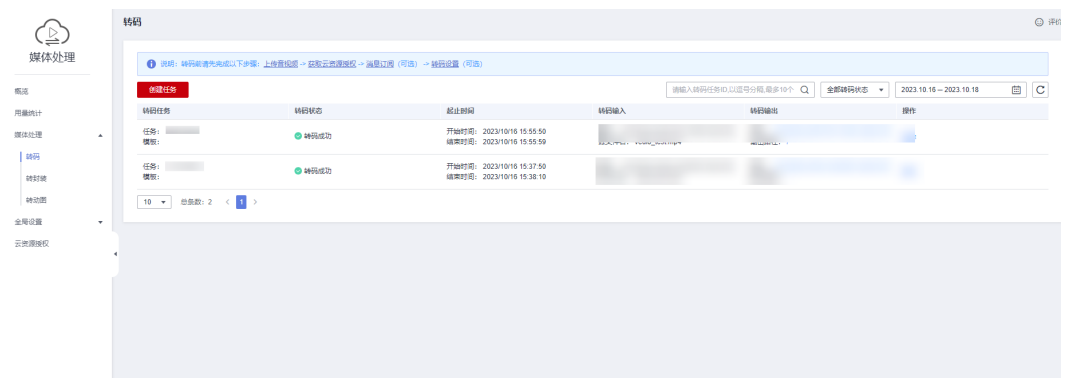 媒体处理
概览
用量统计
媒体处理
转码
转封装
转动图
全局设置
云资源授权
转码
评价
说明：转码前请先完成以下步骤：上传音视频 -> 获取云资源授权 -> 消息订阅（可选） -> 转码设置（可选）
创建任务
请输入转码任务ID,以逗号分隔,最多10个
全部转码状态
2023.10.16 – 2023.10.18
转码任务 转码状态 起止时间 转码输入 转码输出 操作
任务： 转码成功 开始时间： 2023/10/16 15:55:50
模板： 结束时间： 2023/10/16 15:55:59
任务： 转码成功 开始时间： 2023/10/16 15:37:50
模板： 结束时间： 2023/10/16 15:38:10
10 总条数：2 < 1 >